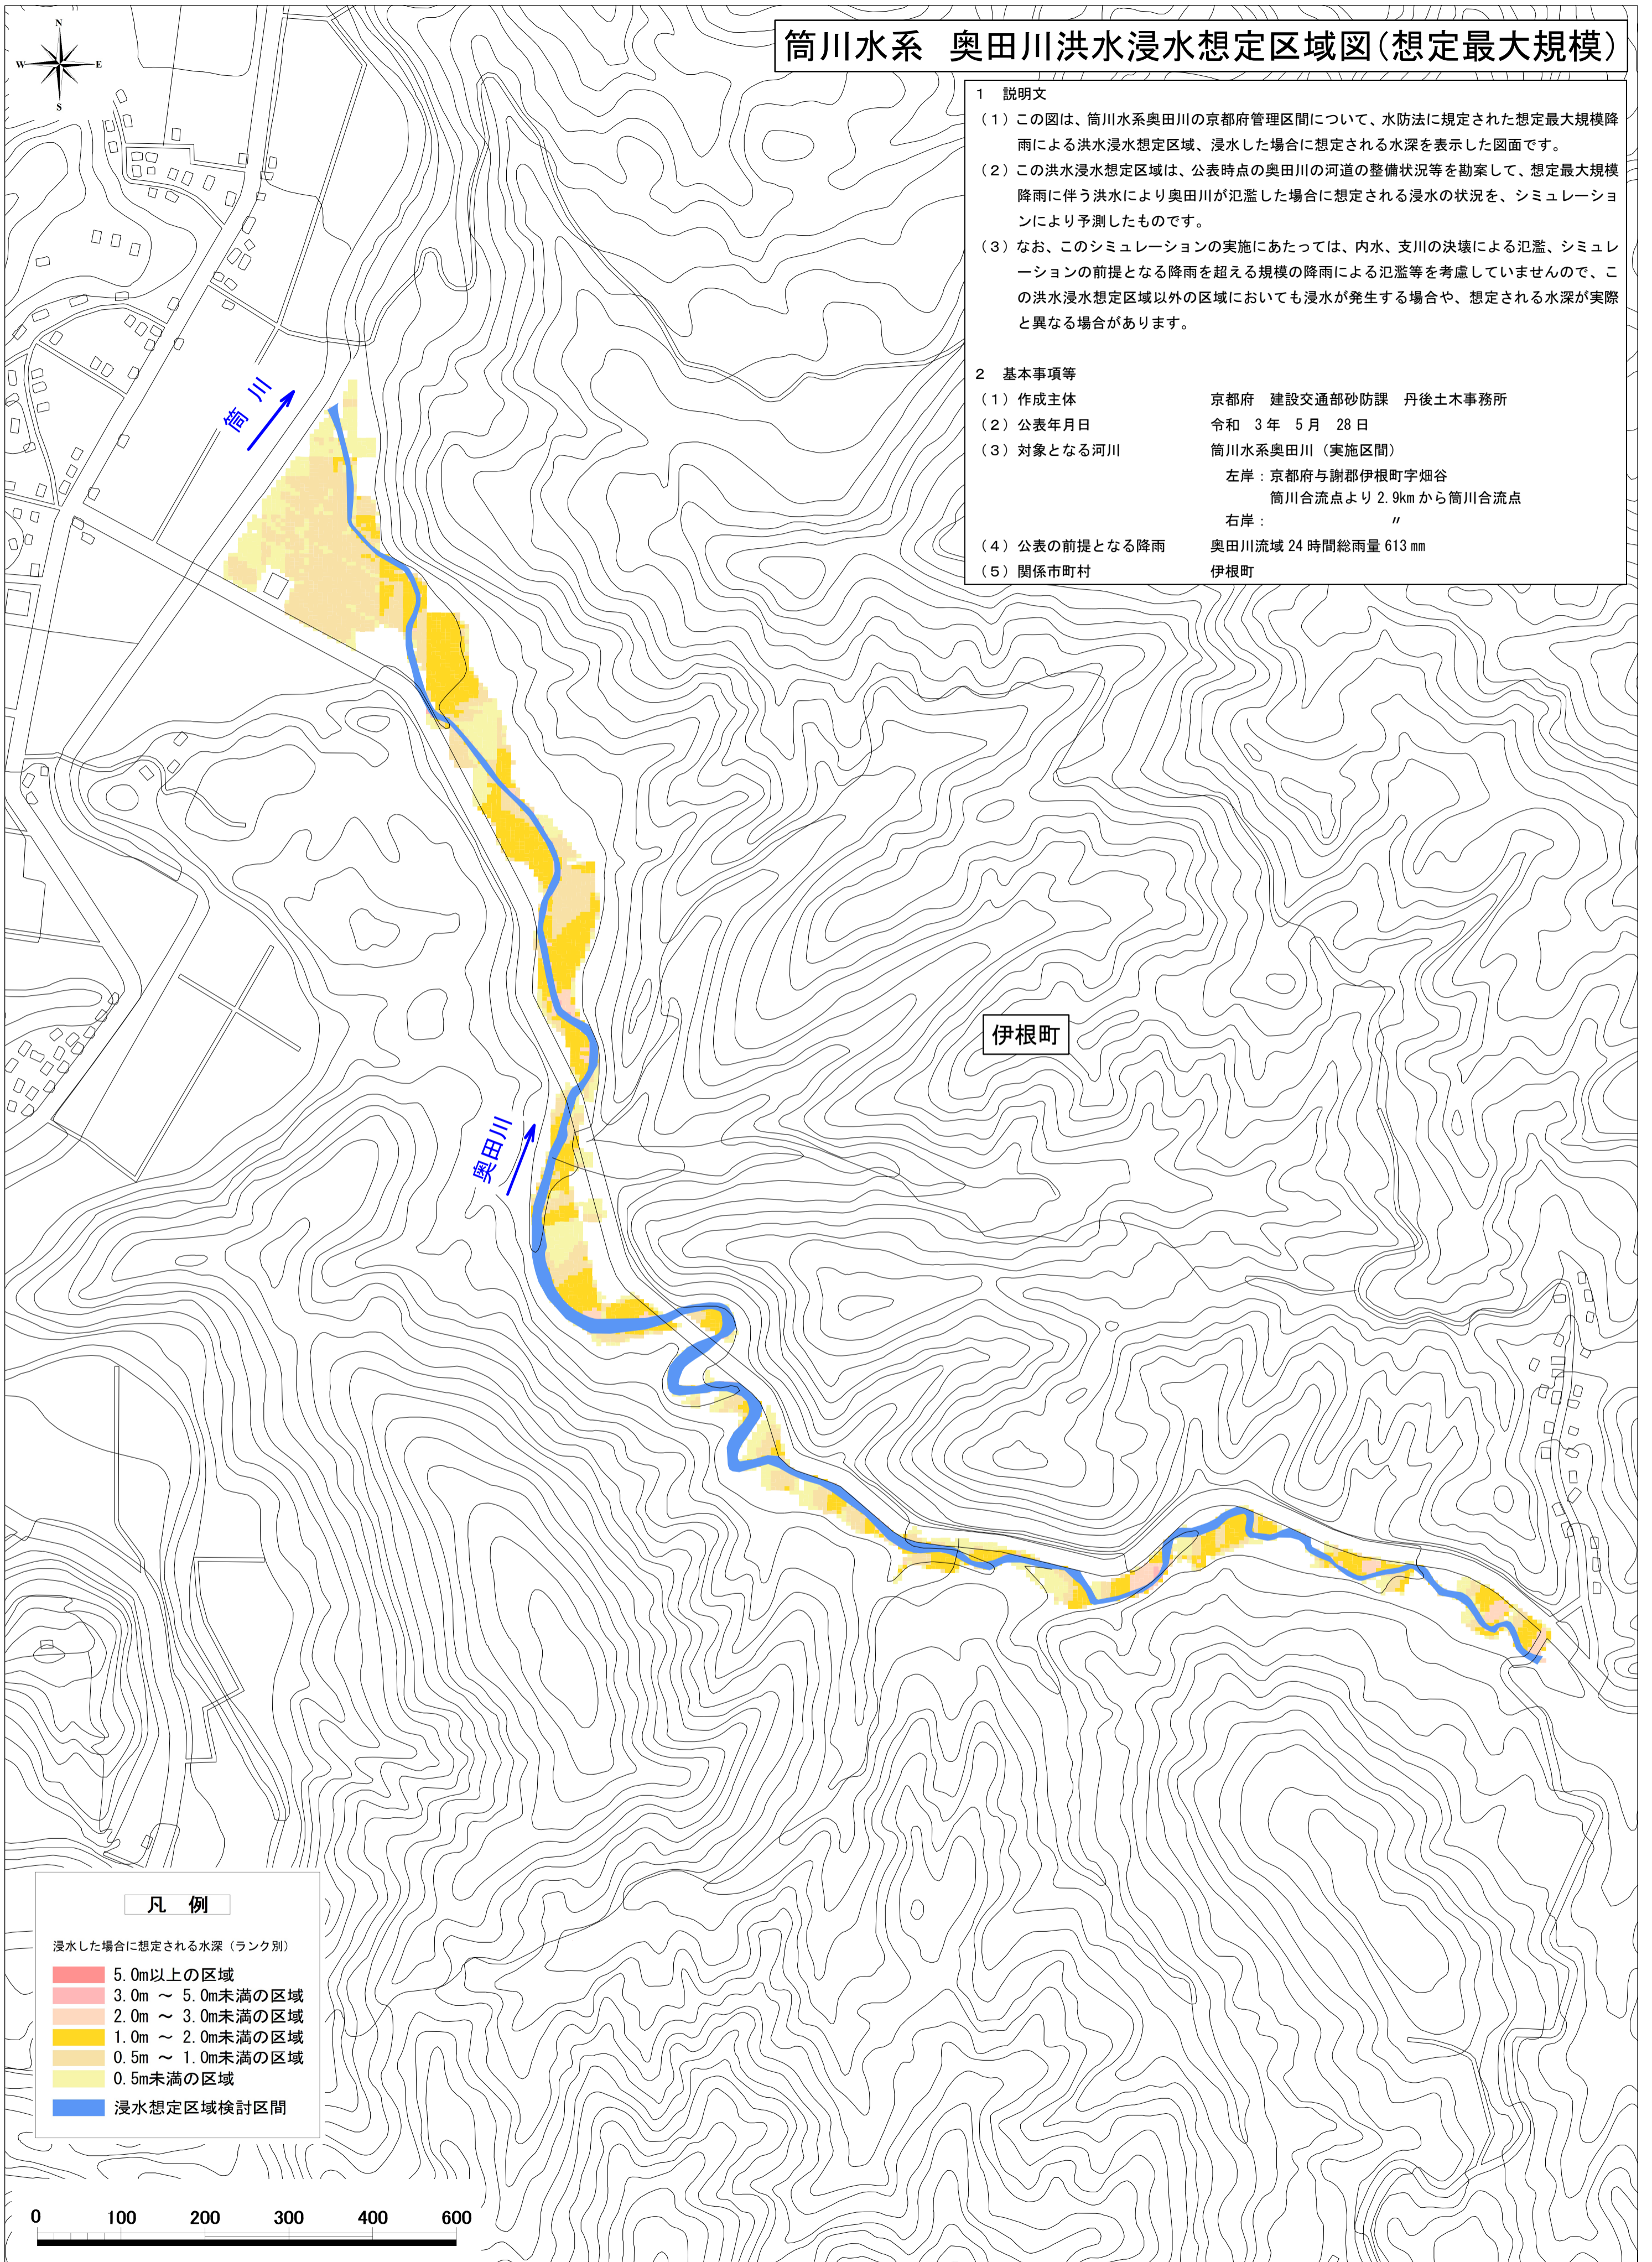 筒川水系　奥田川洪水浸水想定区域図(想定最大規模)
N
W
E
S
1　説明文
(1)この図は、筒川水系奥田川の京都府管理区間について、水防法に規定された想定最大規模降
雨による洪水浸水想定区域、浸水した場合に想定される水深を表示した図面です。
(2)この洪水浸水想定区域は、公表時点の奥田川の河道の整備状況等を勘案して、想定最大規模
降雨に伴う洪水により奥田川が氾濫した場合に想定される浸水の状況を、シミュレーショ
ンにより予測したものです。
(3)なお、このシミュレーションの実施にあたっては、内水、支川の決壊による氾濫、シミュレ
ーションの前提となる降雨を超える規模の降雨による氾濫等を考慮していませんので、こ
の洪水浸水想定区域以外の区域においても浸水が発生する場合や、想定される水深が実際
と異なる場合があります。
2　基本事項等
(1)作成主体　京都府　建設交通部砂防課　丹後土木事務所
(2)公表年月日　令和　3年　5月　28日
(3)対象となる河川　筒川水系奥田川（実施区間）
左岸：京都府与謝郡伊根町字畑谷
筒川合流点より2.9kmから筒川合流点
右岸：　〃
(4)公表の前提となる降雨　奥田川流域24時間総雨量613mm
(5)関係市町村　伊根町
筒川
伊根町
奥田川
凡　例
浸水した場合に想定される水深（ランク別）
5.0m以上の区域
3.0m ～ 5.0m未満の区域
2.0m ～ 3.0m未満の区域
1.0m ～ 2.0m未満の区域
0.5m ～ 1.0m未満の区域
0.5m未満の区域
浸水想定区域検討区間
0　100　200　300　400　600